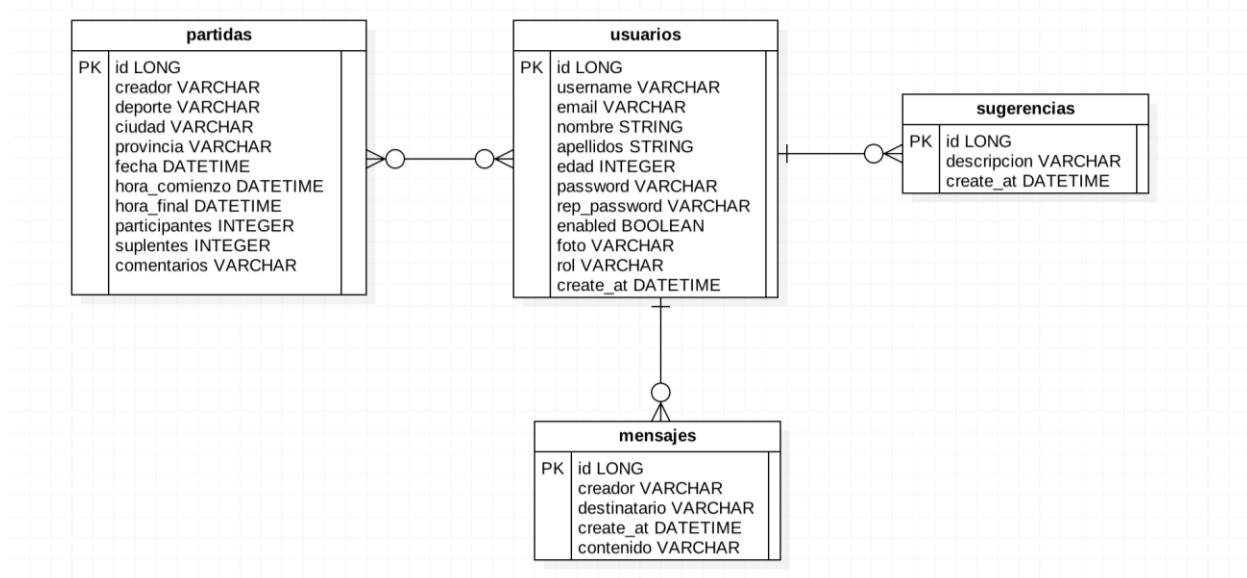 partidas
PK id LONG
creador VARCHAR
deporte VARCHAR
ciudad VARCHAR
provincia VARCHAR
fecha DATETIME
hora_comienzo DATETIME
hora_final DATETIME
participantes INTEGER
suplentes INTEGER
comentarios VARCHAR
usuarios
PK id LONG
username VARCHAR
email VARCHAR
nombre STRING
apellidos STRING
edad INTEGER
password VARCHAR
rep_password VARCHAR
enabled BOOLEAN
foto VARCHAR
rol VARCHAR
create_at DATETIME
sugerencias
PK id LONG
descripcion VARCHAR
create_at DATETIME
mensajes
PK id LONG
creador VARCHAR
destinatario VARCHAR
create_at DATETIME
contenido VARCHAR